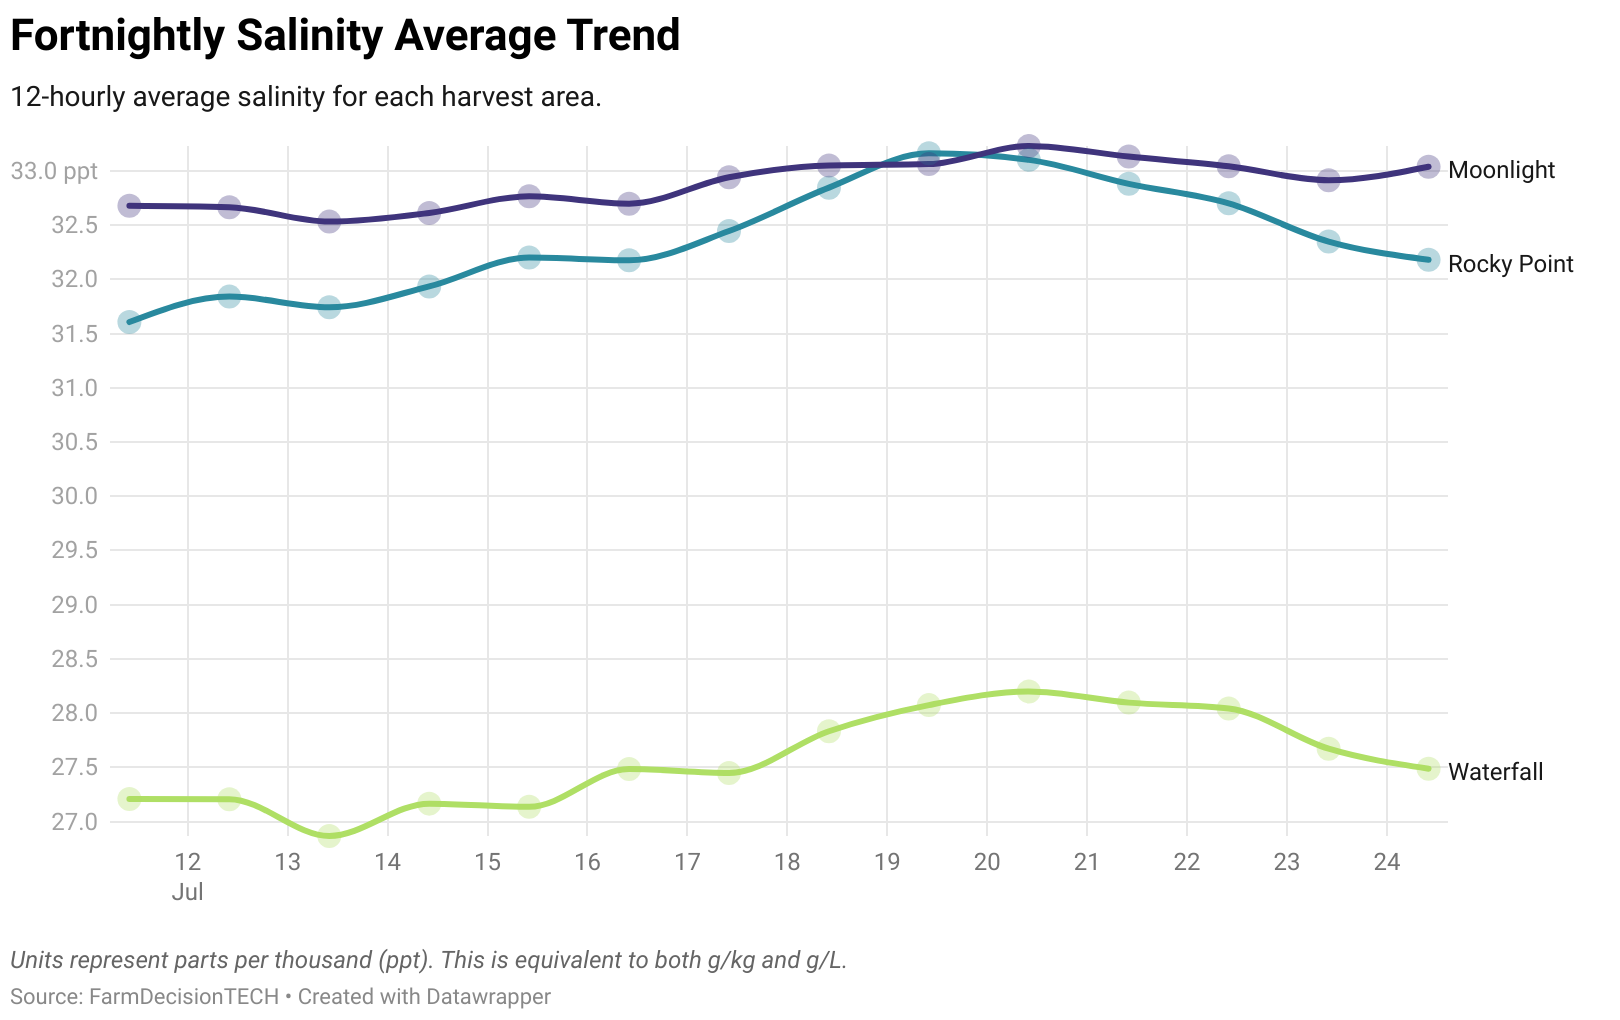 Fortnightly Salinity Average Trend
12-hourly average salinity for each harvest area.
33.0 ppt
32.5
32.0
31.5
31.0
30.5
30.0
29.5
29.0
28.5
28.0
27.5
27.0
Moonlight
Rocky Point
Waterfall
12 13 14 15 16 17 18 19 20 21 22 23 24
Jul
Units represent parts per thousand (ppt). This is equivalent to both g/kg and g/L.
Source: FarmDecisionTECH • Created with Datawrapper